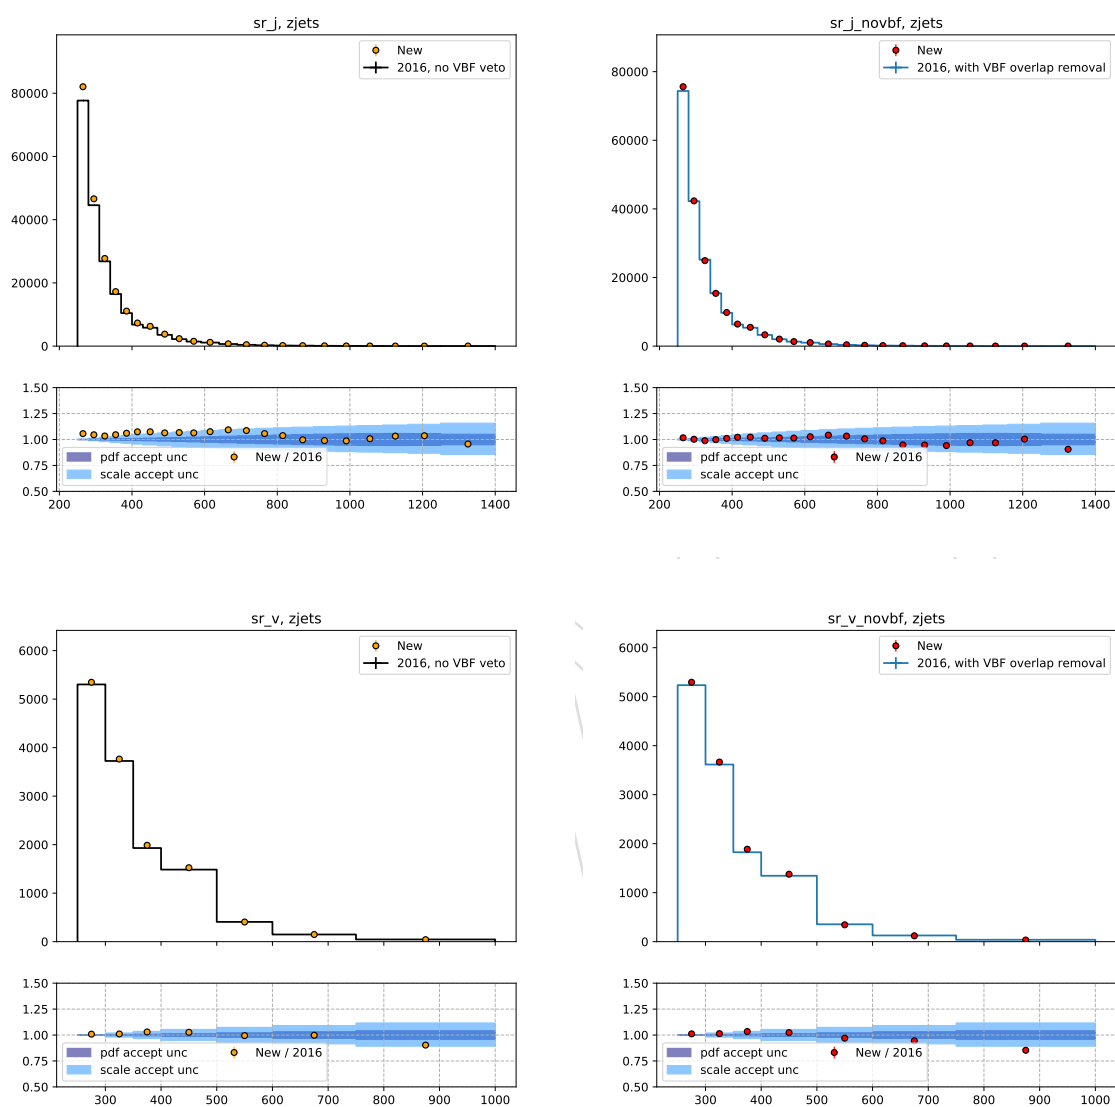 sr_j, zjets
New
2016, no VBF veto
80000
60000
40000
20000
0
1.50
1.25
1.00
0.75
0.50
pdf accept unc
scale accept unc
New / 2016
200 400 600 800 1000 1200 1400
sr_j_novbf, zjets
New
2016, with VBF overlap removal
80000
60000
40000
20000
0
1.50
1.25
1.00
0.75
0.50
pdf accept unc
scale accept unc
New / 2016
200 400 600 800 1000 1200 1400
sr_v, zjets
New
2016, no VBF veto
6000
5000
4000
3000
2000
1000
0
1.50
1.25
1.00
0.75
0.50
pdf accept unc
scale accept unc
New / 2016
300 400 500 600 700 800 900 1000
sr_v_novbf, zjets
New
2016, with VBF overlap removal
6000
5000
4000
3000
2000
1000
0
1.50
1.25
1.00
0.75
0.50
pdf accept unc
scale accept unc
New / 2016
300 400 500 600 700 800 900 1000